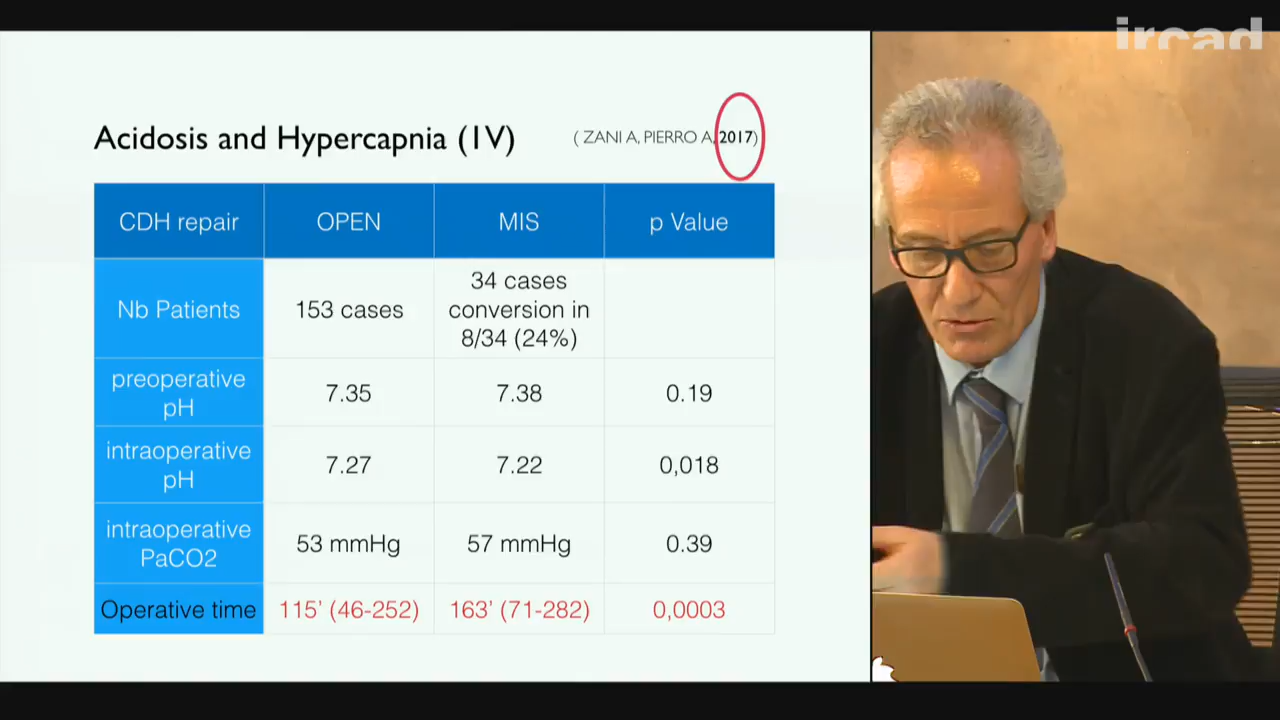 ircad
Acidosis and Hypercapnia (1V)
( ZANI A, PIERRO A, 2017)
CDH repair
OPEN
MIS
p Value
Nb Patients
153 cases
34 cases
conversion in
8/34 (24%)
preoperative
pH
7.35
7.38
0.19
intraoperative
pH
7.27
7.22
0,018
intraoperative
PaCO2
53 mmHg
57 mmHg
0.39
Operative time
115’ (46-252)
163’ (71-282)
0,0003